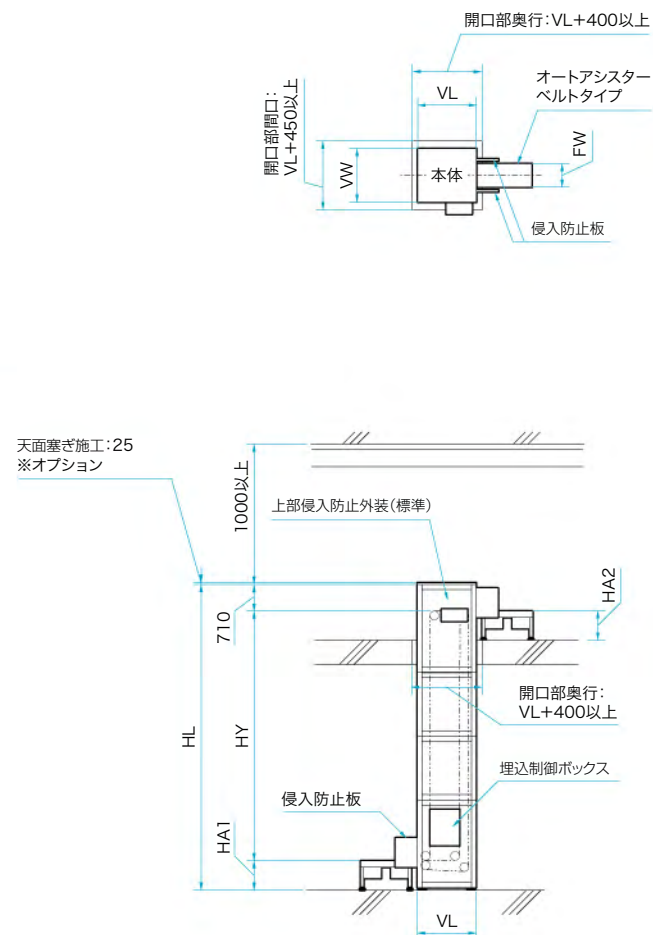 開口部奥行:VL+400以上
オートアシスター
ベルトタイプ
VL
開口部間口:
VL+450以上
VW
本体
FW
侵入防止板
天面塞ぎ施工:25
※オプション
1000以上
上部侵入防止外装(標準)
HA2
710
開口部奥行:
VL+400以上
HL
HY
埋込制御ボックス
侵入防止板
HA1
VL